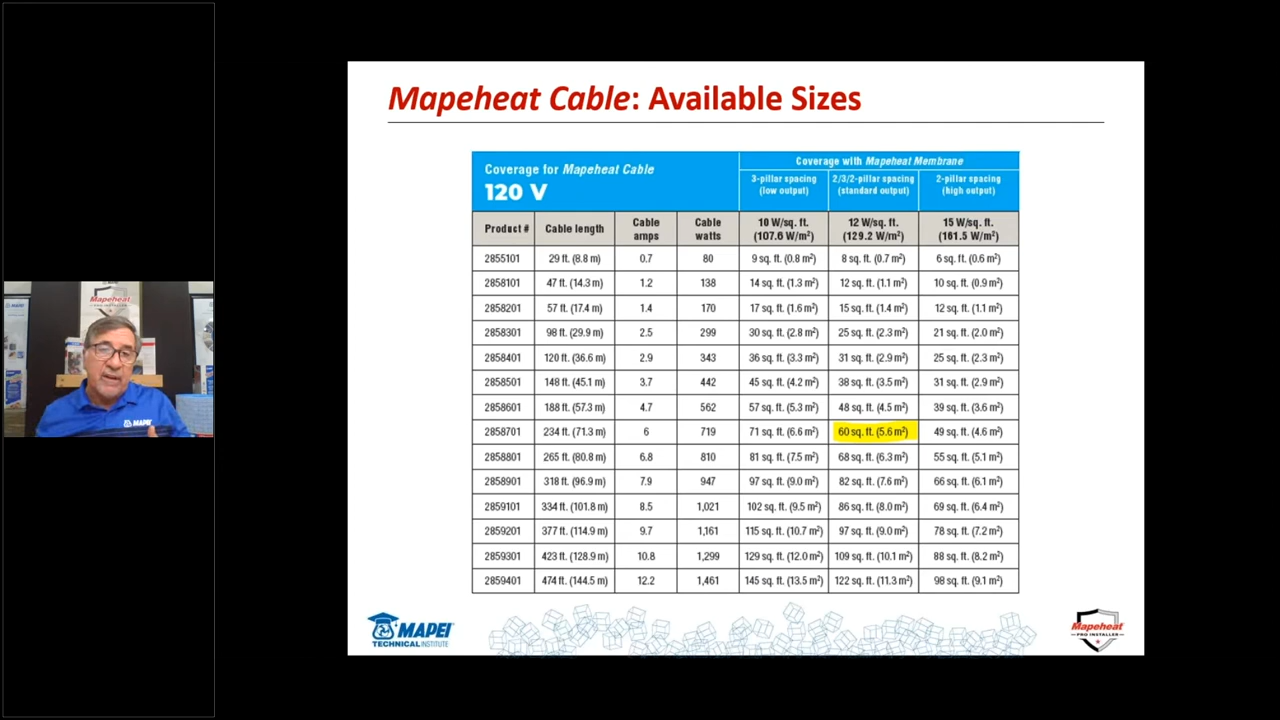 Mapeheat Cable: Available Sizes
Coverage for Mapeheat Cable
120 V
Coverage with Mapeheat Membrane
3-pillar spacing (low output)
2/3/2-pillar spacing (standard output)
2-pillar spacing (high output)
Product # Cable length Cable amps Cable watts 10 W/sq. ft. (107.6 W/m²) 12 W/sq. ft. (129.2 W/m²) 15 W/sq. ft. (161.5 W/m²)
2855101 29 ft. (8.8 m) 0.7 80 9 sq. ft. (0.8 m²) 8 sq. ft. (0.7 m²) 6 sq. ft. (0.6 m²)
2858101 47 ft. (14.3 m) 1.2 138 14 sq. ft. (1.3 m²) 12 sq. ft. (1.1 m²) 10 sq. ft. (0.9 m²)
2858201 57 ft. (17.4 m) 1.4 170 17 sq. ft. (1.6 m²) 15 sq. ft. (1.4 m²) 12 sq. ft. (1.1 m²)
2858301 98 ft. (29.9 m) 2.5 299 30 sq. ft. (2.8 m²) 25 sq. ft. (2.3 m²) 21 sq. ft. (2.0 m²)
2858401 120 ft. (36.6 m) 2.9 343 36 sq. ft. (3.3 m²) 31 sq. ft. (2.9 m²) 25 sq. ft. (2.3 m²)
2858501 148 ft. (45.1 m) 3.7 442 45 sq. ft. (4.2 m²) 38 sq. ft. (3.5 m²) 31 sq. ft. (2.9 m²)
2858601 188 ft. (57.3 m) 4.7 562 57 sq. ft. (5.3 m²) 48 sq. ft. (4.5 m²) 39 sq. ft. (3.6 m²)
2858701 234 ft. (71.3 m) 6 719 71 sq. ft. (6.6 m²) 60 sq. ft. (5.6 m²) 49 sq. ft. (4.6 m²)
2858801 265 ft. (80.8 m) 6.8 810 81 sq. ft. (7.5 m²) 68 sq. ft. (6.3 m²) 55 sq. ft. (5.1 m²)
2858901 318 ft. (96.9 m) 7.9 947 97 sq. ft. (9.0 m²) 82 sq. ft. (7.6 m²) 66 sq. ft. (6.1 m²)
2859101 334 ft. (101.8 m) 8.5 1,021 102 sq. ft. (9.5 m²) 86 sq. ft. (8.0 m²) 69 sq. ft. (6.4 m²)
2859201 377 ft. (114.9 m) 9.7 1,161 115 sq. ft. (10.7 m²) 97 sq. ft. (9.0 m²) 78 sq. ft. (7.2 m²)
2859301 423 ft. (128.9 m) 10.8 1,299 129 sq. ft. (12.0 m²) 109 sq. ft. (10.1 m²) 88 sq. ft. (8.2 m²)
2859401 474 ft. (144.5 m) 12.2 1,461 145 sq. ft. (13.5 m²) 122 sq. ft. (11.3 m²) 98 sq. ft. (9.1 m²)
MAPEI
TECHNICAL INSTITUTE
Mapeheat
PRO INSTALLER
Mapeheat
MAPEI